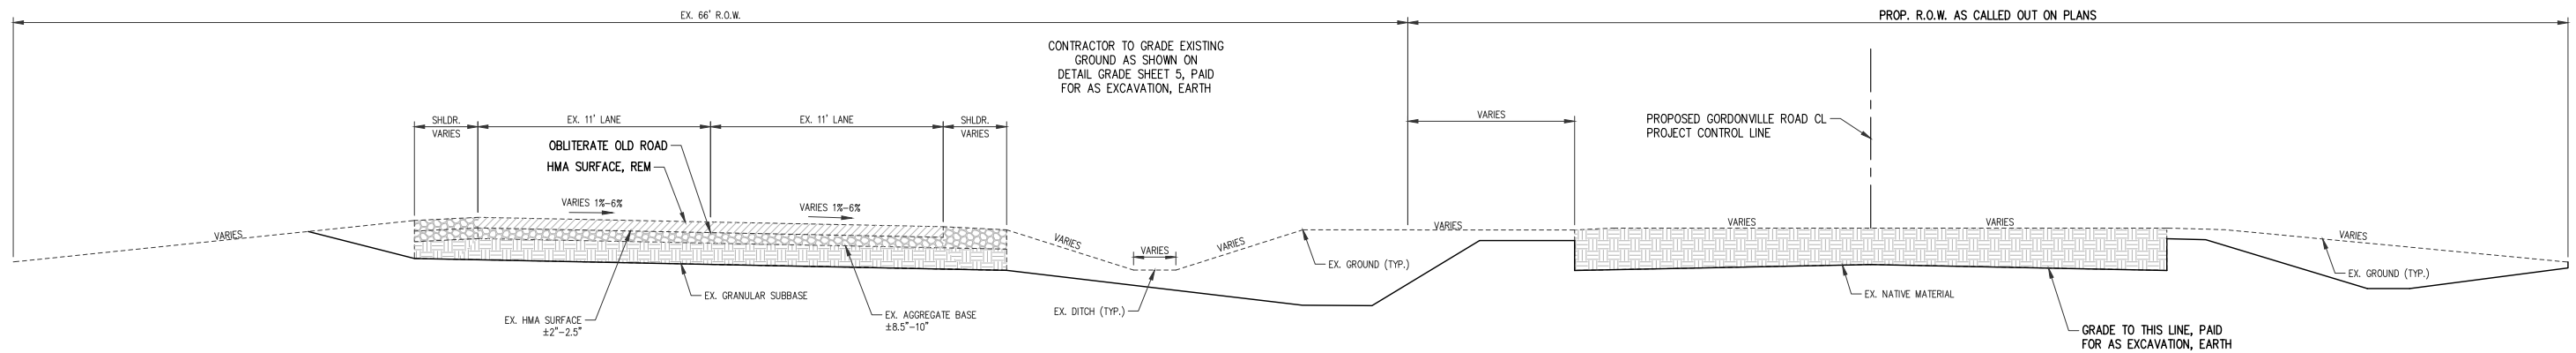 EX. 66' R.O.W.
PROP. R.O.W. AS CALLED OUT ON PLANS
CONTRACTOR TO GRADE EXISTING
GROUND AS SHOWN ON
DETAIL GRADE SHEET 5, PAID
FOR AS EXCAVATION, EARTH
SHLDR.
VARIES
EX. 11' LANE
EX. 11' LANE
SHLDR.
VARIES
VARIES
PROPOSED GORDONVILLE ROAD CL
PROJECT CONTROL LINE
OBLITERATE OLD ROAD
HMA SURFACE, REM
VARIES 1%-6%
VARIES 1%-6%
VARIES
VARIES
VARIES
VARIES
VARIES
VARIES
VARIES
VARIES
EX. GROUND (TYP.)
EX. GROUND (TYP.)
EX. GRANULAR SUBBASE
EX. NATIVE MATERIAL
EX. HMA SURFACE
±2"-2.5"
EX. AGGREGATE BASE
±8.5"-10"
EX. DITCH (TYP.)
GRADE TO THIS LINE, PAID
FOR AS EXCAVATION, EARTH